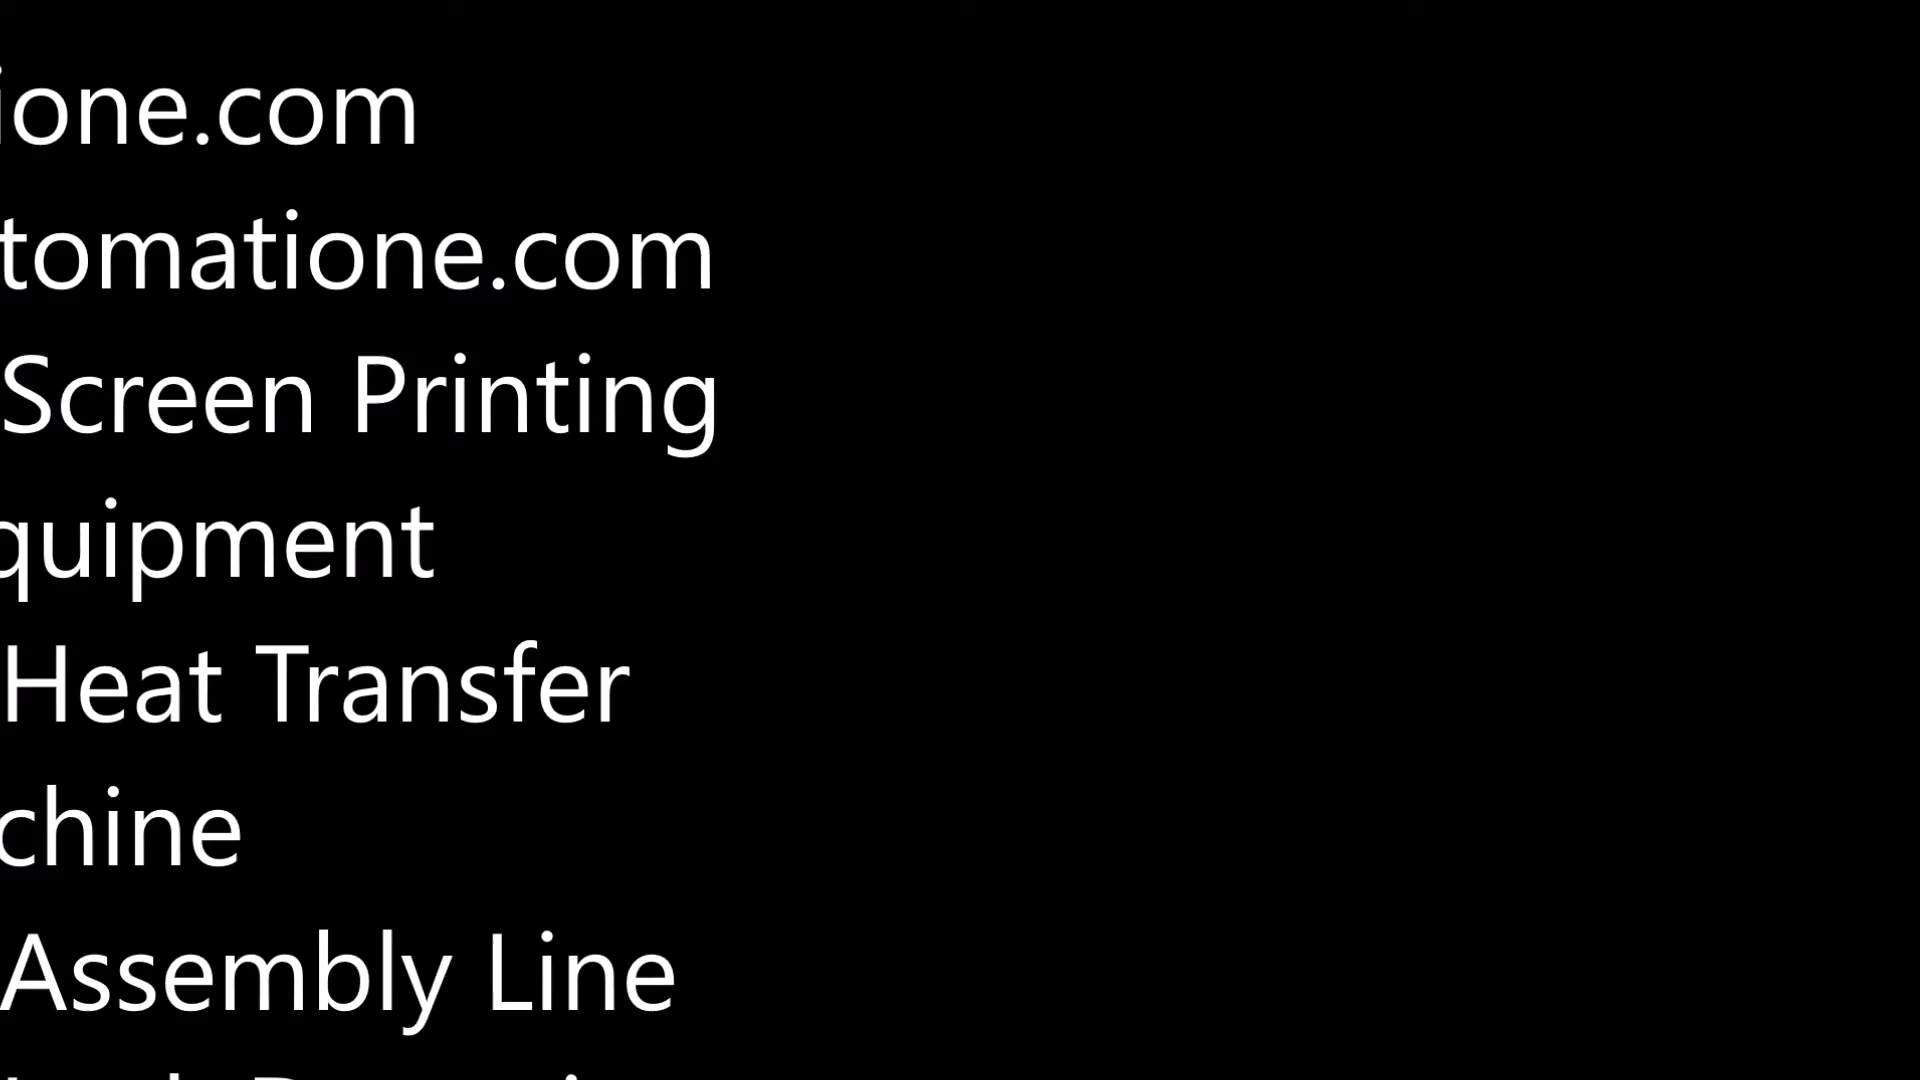 ione.com
tomatione.com
Screen Printing
quipment
Heat Transfer
chine
Assembly Line